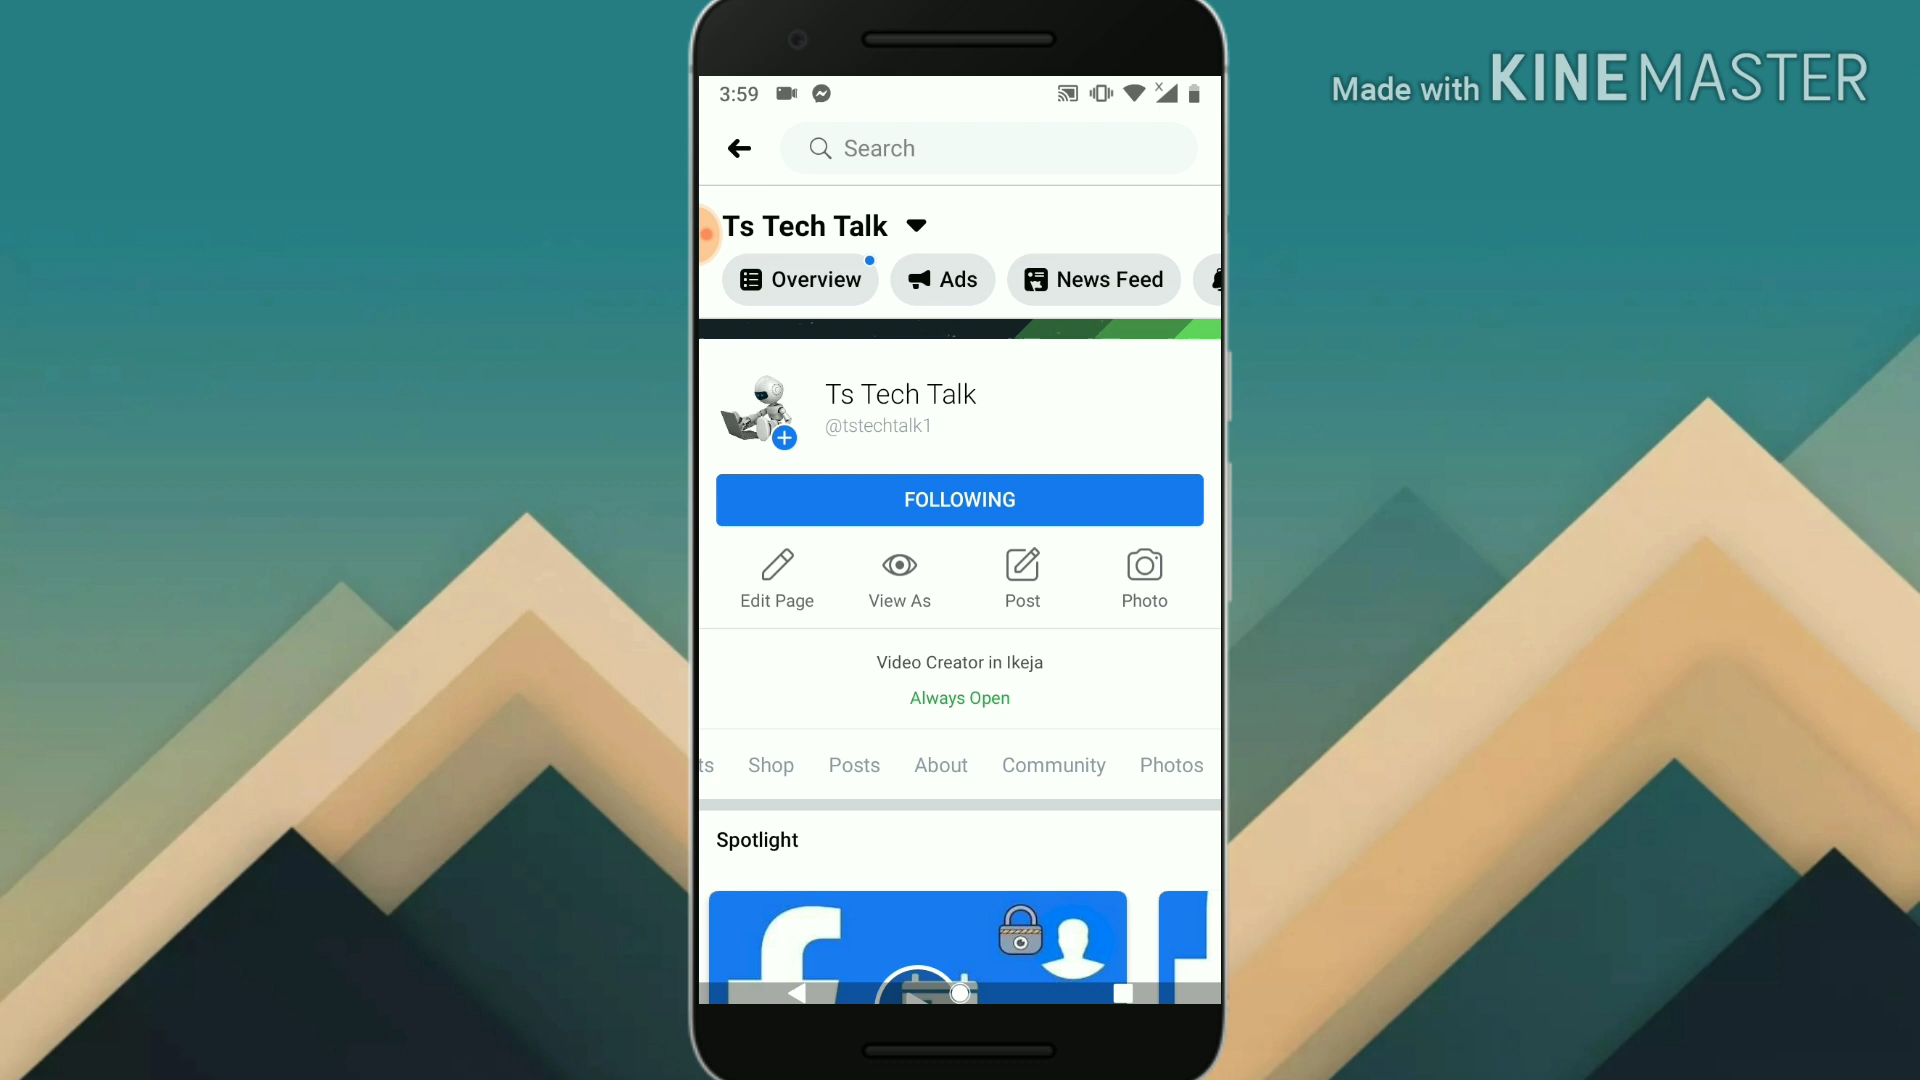 Made with KINEMASTER
3:59
Search
Ts Tech Talk
Overview
Ads
News Feed
Ts Tech Talk
@tstechtalk1
FOLLOWING
Edit Page
View As
Post
Photo
Video Creator in Ikeja
Always Open
ts
Shop
Posts
About
Community
Photos
Spotlight